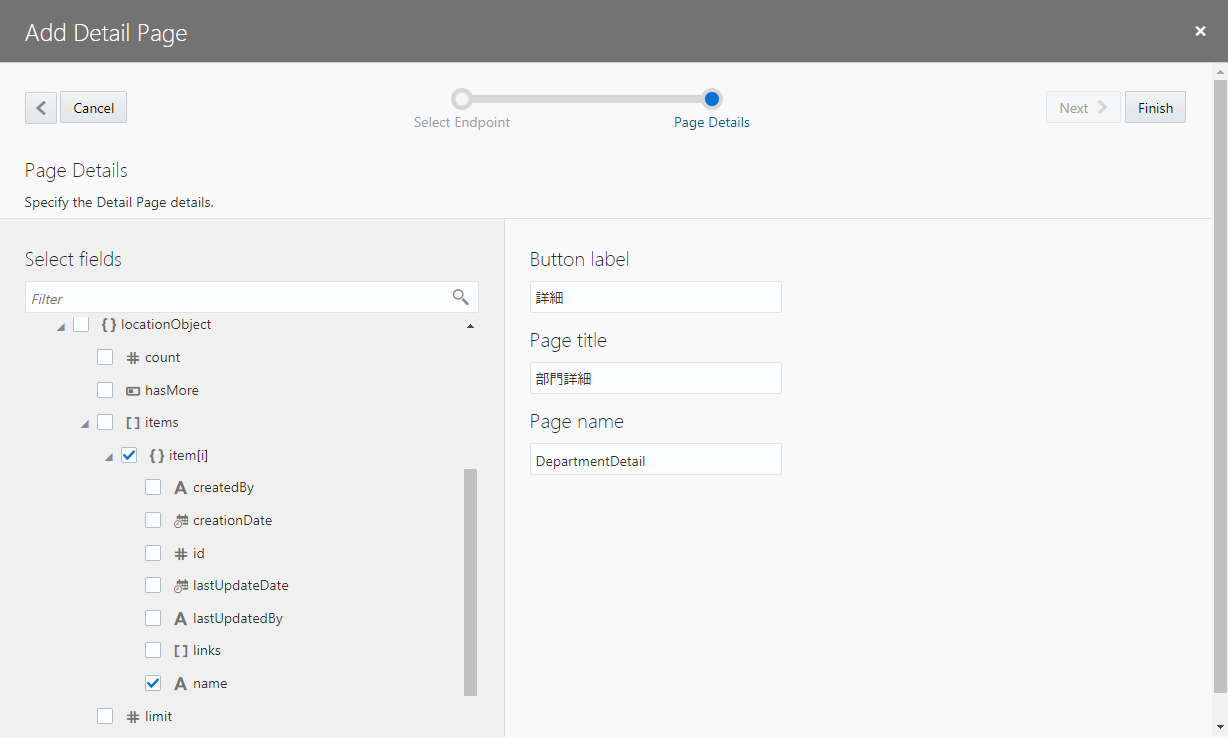 Add Detail Page
Cancel
Select Endpoint
Page Details
Next
Finish
Page Details
Specify the Detail Page details.
Select fields
Filter
{} locationObject
# count
hasMore
[] items
{} item[i]
A createdBy
creationDate
# id
lastUpdateDate
A lastUpdatedBy
[] links
A name
# limit
Button label
詳細
Page title
部門詳細
Page name
DepartmentDetail